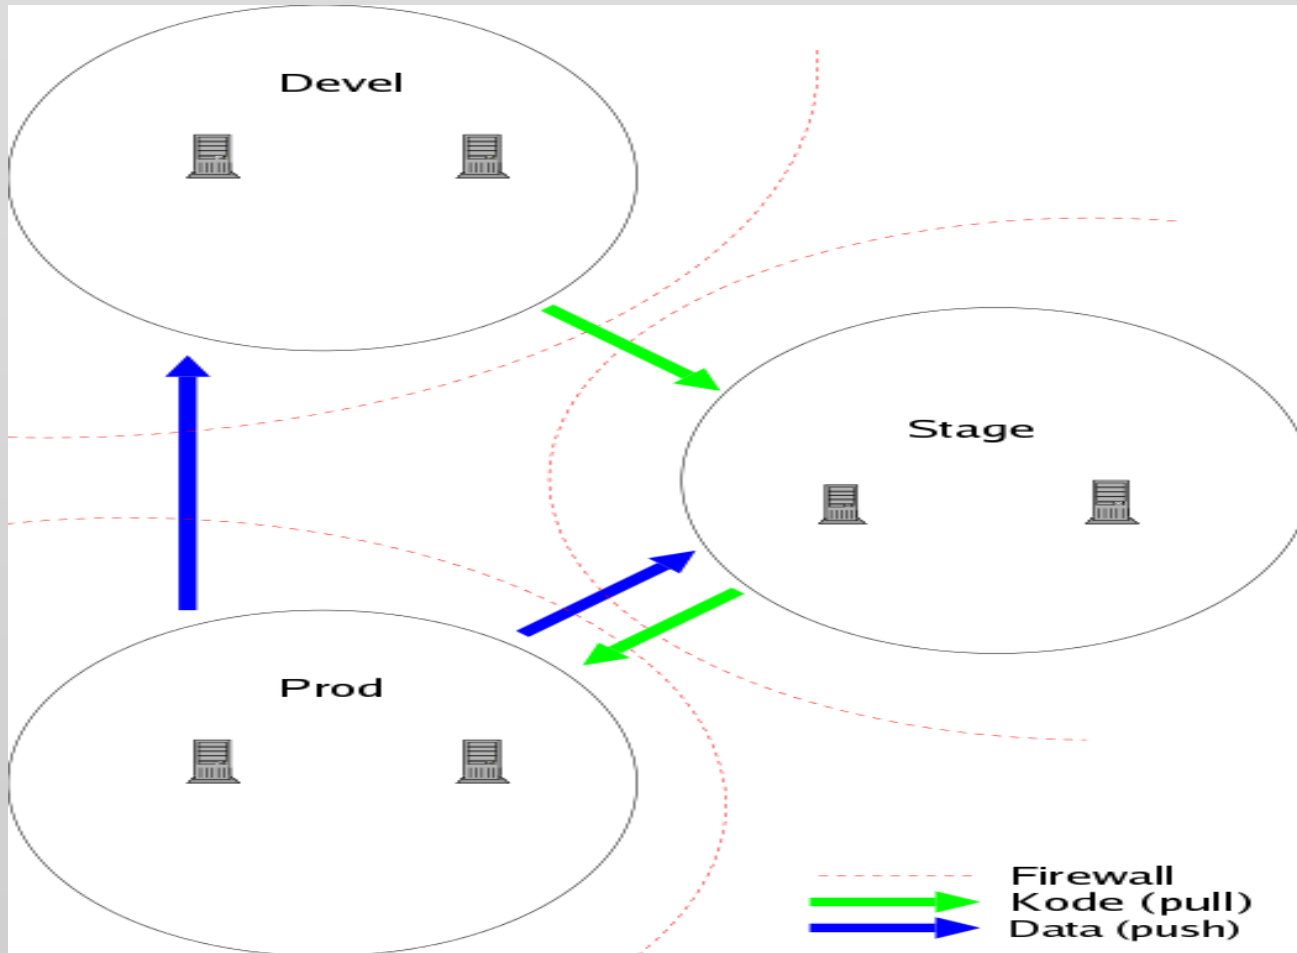 Devel
Stage
Prod
Firewall
Kode (pull)
Data (push)